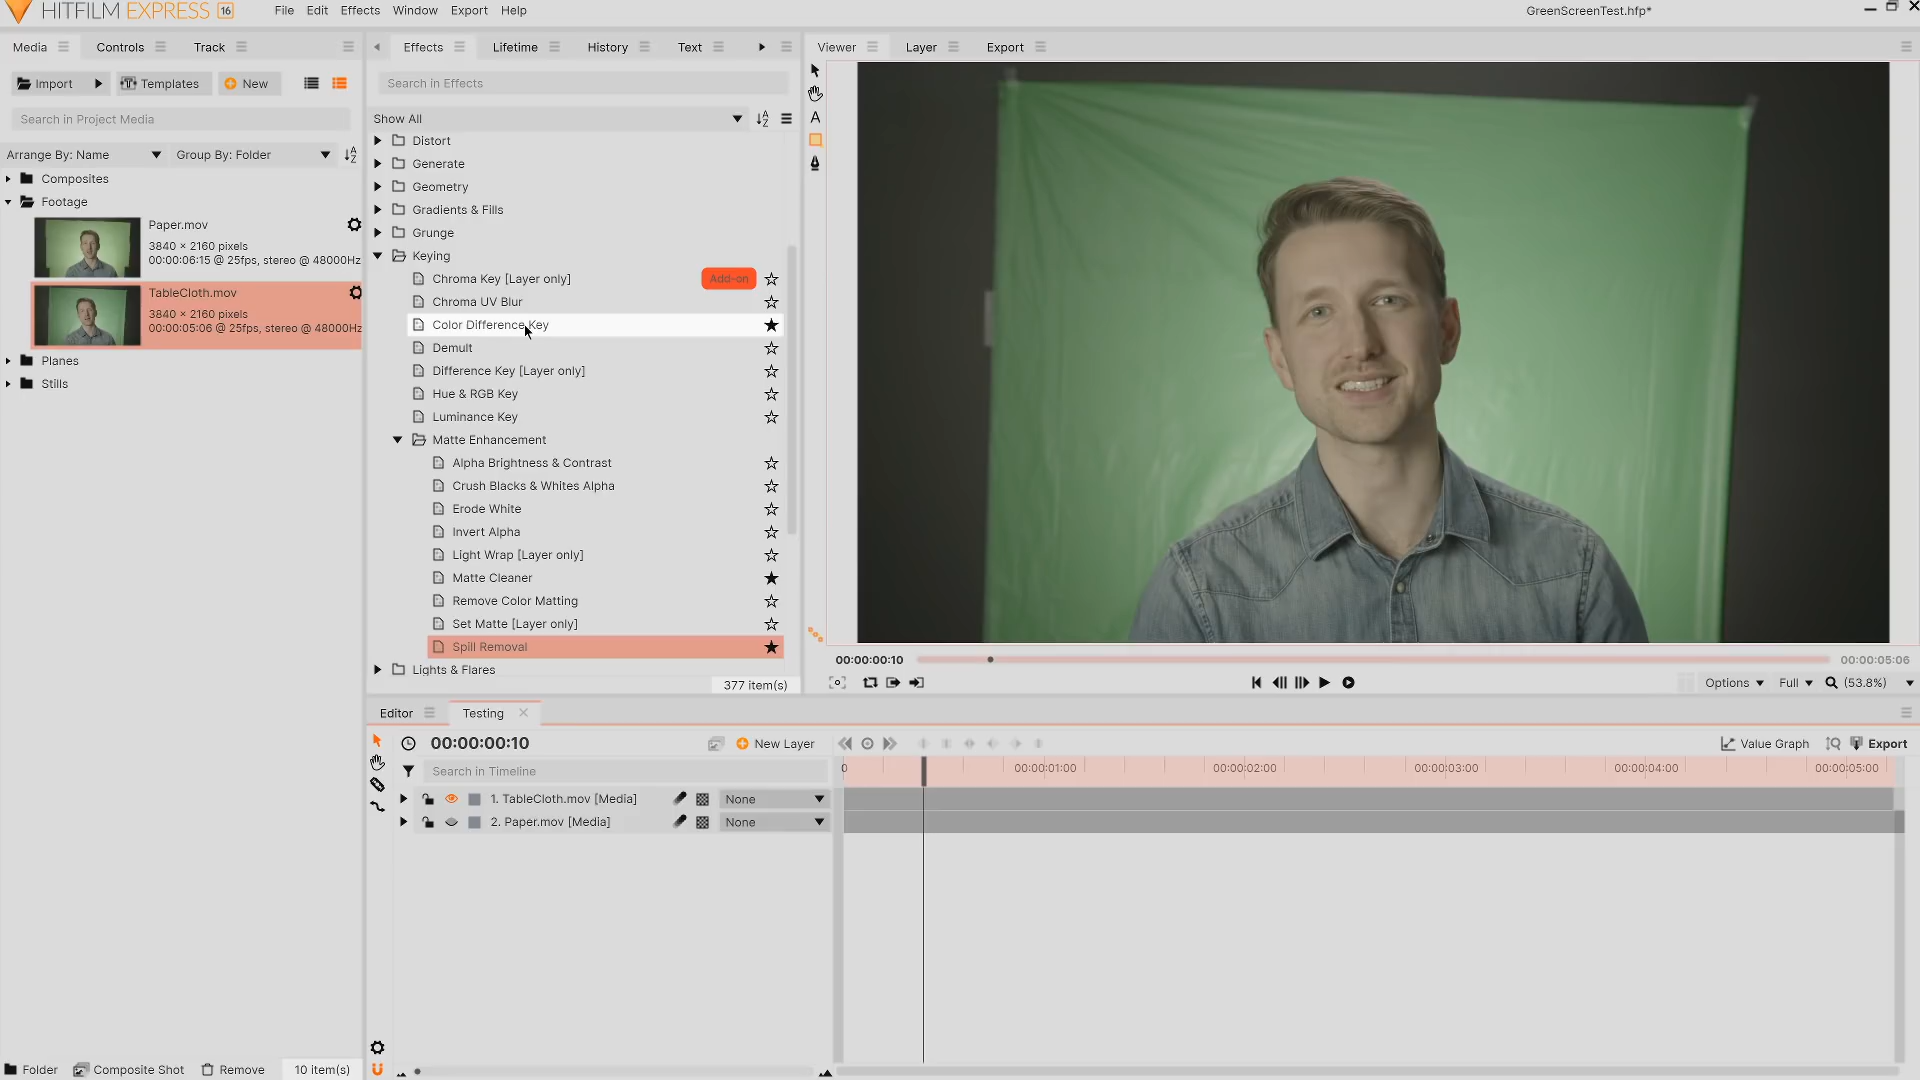 HITFILM EXPRESS 16
File Edit Effects Window Export Help
GreenScreenTest.hfp*
Media Controls Track
Import Templates New
Search in Project Media
Arrange By: Name Group By: Folder
Composites
Footage
Paper.mov
3840 × 2160 pixels
00:00:06:15 @ 25fps, stereo @ 48000Hz
TableCloth.mov
3840 × 2160 pixels
00:00:05:06 @ 25fps, stereo @ 48000Hz
Planes
Stills
Folder Composite Shot Remove 10 item(s)
Effects Lifetime History Text
Search in Effects
Show All
Distort
Generate
Geometry
Gradients & Fills
Grunge
Keying
Chroma Key [Layer only] Add-on
Chroma UV Blur
Color Difference Key
Demult
Difference Key [Layer only]
Hue & RGB Key
Luminance Key
Matte Enhancement
Alpha Brightness & Contrast
Crush Blacks & Whites Alpha
Erode White
Invert Alpha
Light Wrap [Layer only]
Matte Cleaner
Remove Color Matting
Set Matte [Layer only]
Spill Removal
Lights & Flares
377 item(s)
Viewer Layer Export
A
00:00:00:10 00:00:05:06
Options Full (53.8%)
Editor Testing
00:00:00:10 New Layer Value Graph Export
Search in Timeline
0 00:00:01:00 00:00:02:00 00:00:03:00 00:00:04:00 00:00:05:00
1. TableCloth.mov [Media] None
2. Paper.mov [Media] None